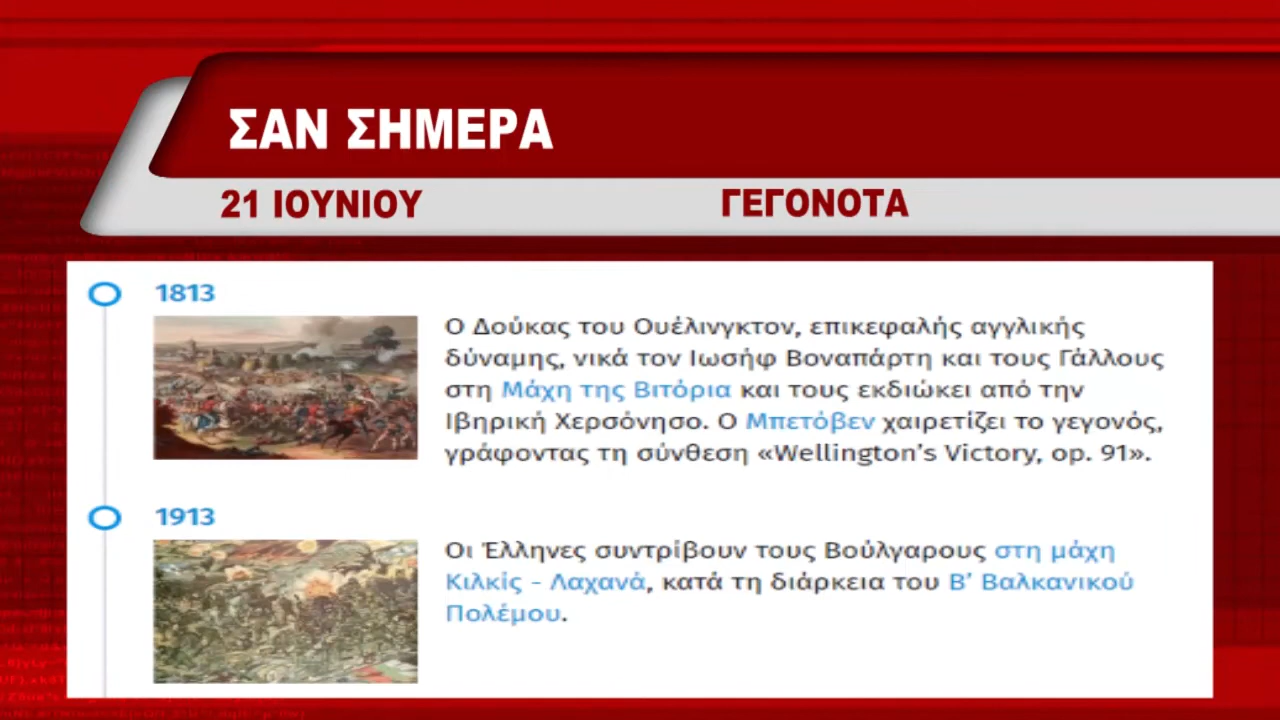 ΣΑΝ ΣΗΜΕΡΑ
21 ΙΟΥΝΙΟΥ ΓΕΓΟΝΟΤΑ
1813
Ο Δούκας του Ουέλινγκτον, επικεφαλής αγγλικής
δύναμης, νικά τον Ιωσήφ Βοναπάρτη και τους Γάλλους
στη Μάχη της Βιτόρια και τους εκδιώκει από την
Ιβηρική Χερσόνησο. Ο Μπετόβεν χαιρετίζει το γεγονός,
γράφοντας τη σύνθεση «Wellington's Victory, op. 91».
1913
Οι Έλληνες συντρίβουν τους Βούλγαρους στη μάχη
Κιλκίς - Λαχανά, κατά τη διάρκεια του Β’ Βαλκανικού
Πολέμου.